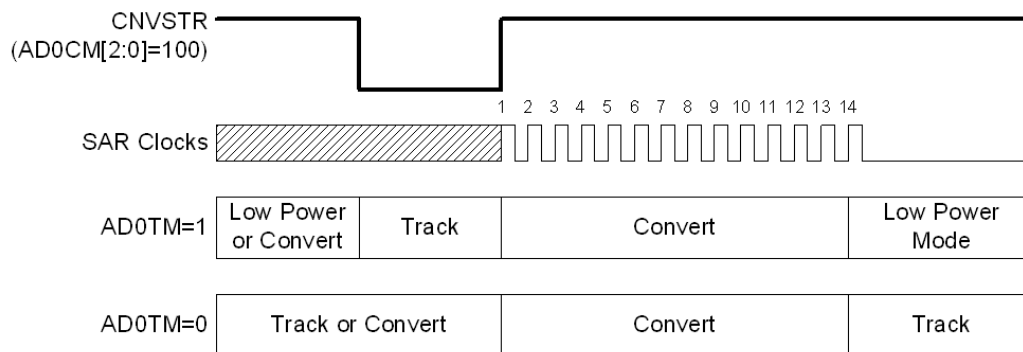 CNVSTR
(AD0CM[2:0]=100)
1 2 3 4 5 6 7 8 9 10 11 12 13 14
SAR Clocks
AD0TM=1
Low Power
or Convert
Track
Convert
Low Power
Mode
AD0TM=0
Track or Convert
Convert
Track